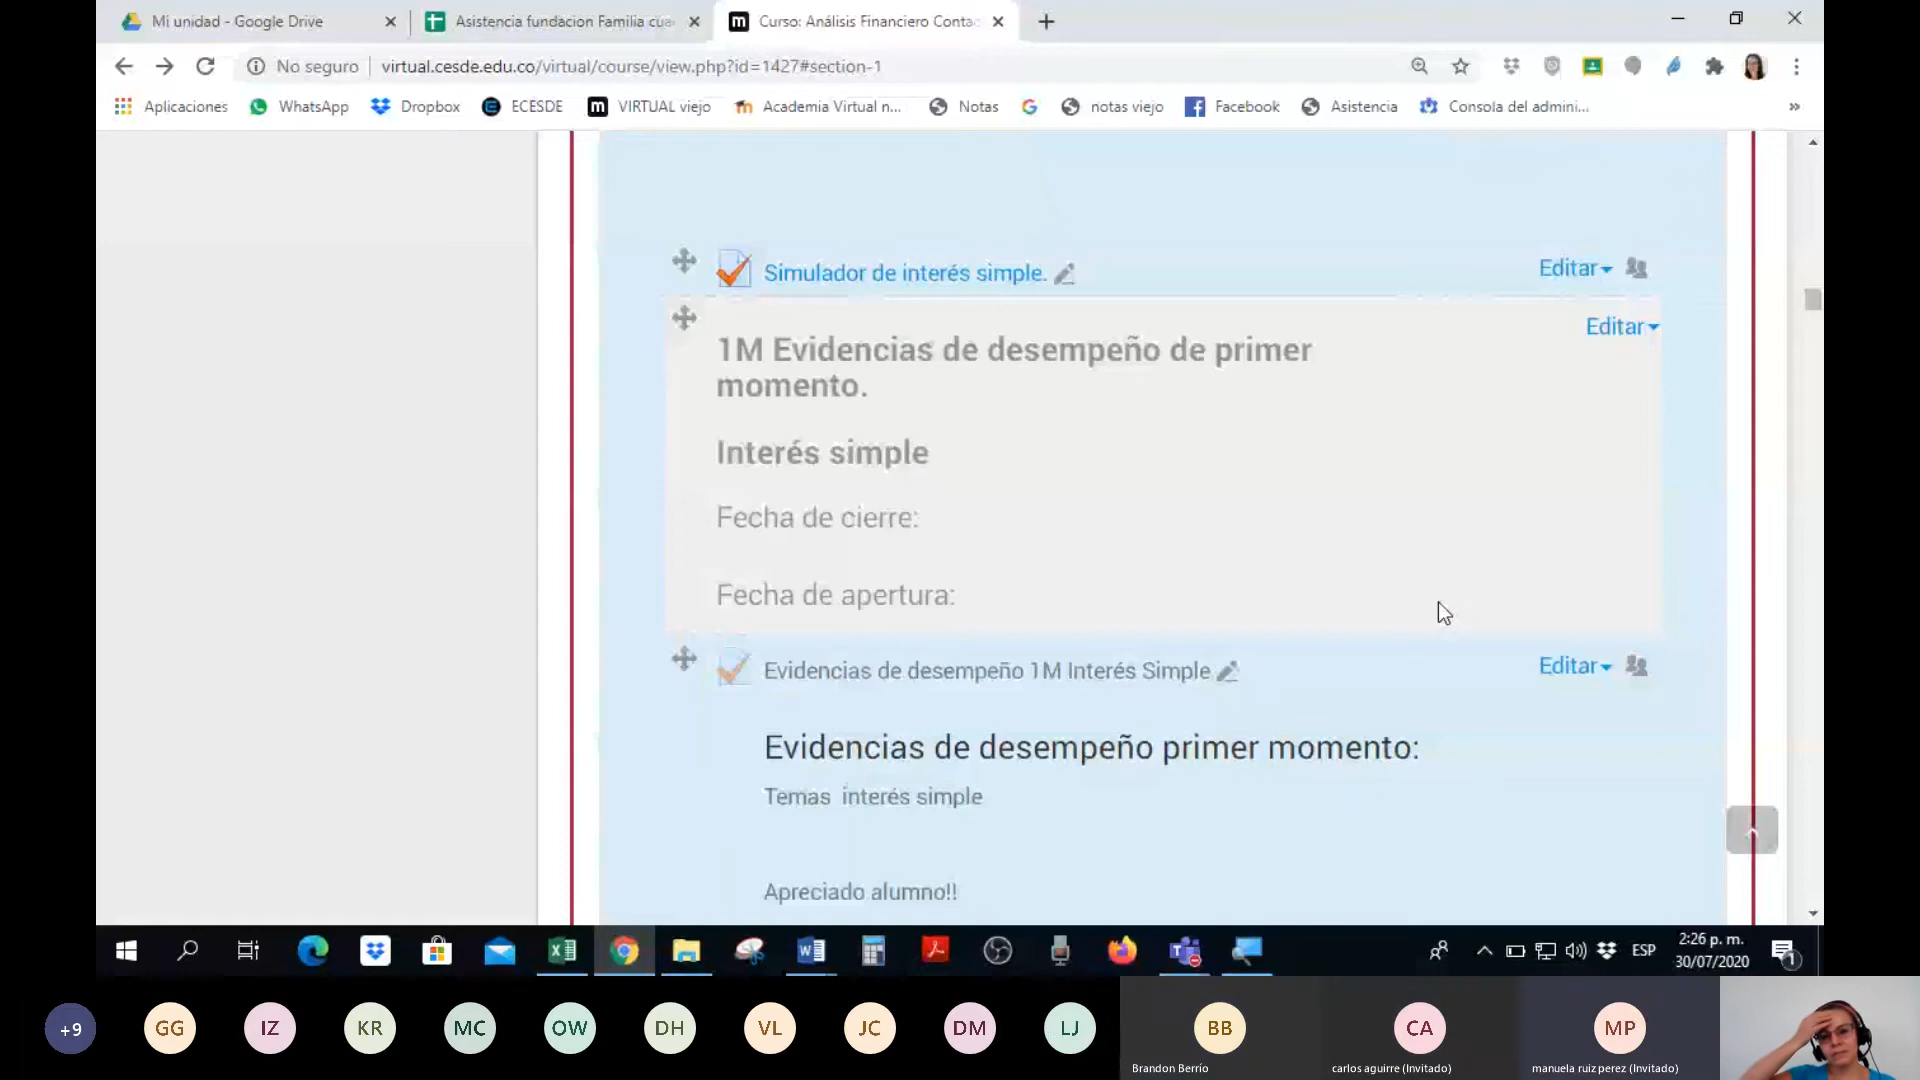 Mi unidad - Google Drive
Asistencia fundacion Familia cua
Curso: Análisis Financiero Conta
No seguro
virtual.cesde.edu.co/virtual/course/view.php?id=1427#section-1
Aplicaciones
WhatsApp
Dropbox
ECESDE
VIRTUAL viejo
Academia Virtual n...
Notas
notas viejo
Facebook
Asistencia
Consola del admini...
»
Simulador de interés simple.
Editar
Editar
1M Evidencias de desempeño de primer
momento.
Interés simple
Fecha de cierre:
Fecha de apertura:
Evidencias de desempeño 1M Interés Simple
Editar
Evidencias de desempeño primer momento:
Temas interés simple
Apreciado alumno!!
ESP
2:26 p. m.
30/07/2020
1
+9
GG
IZ
KR
MC
OW
DH
VL
JC
DM
LJ
BB
CA
MP
Brandon Berrío
carlos aguirre (Invitado)
manuela ruiz perez (Invitado)